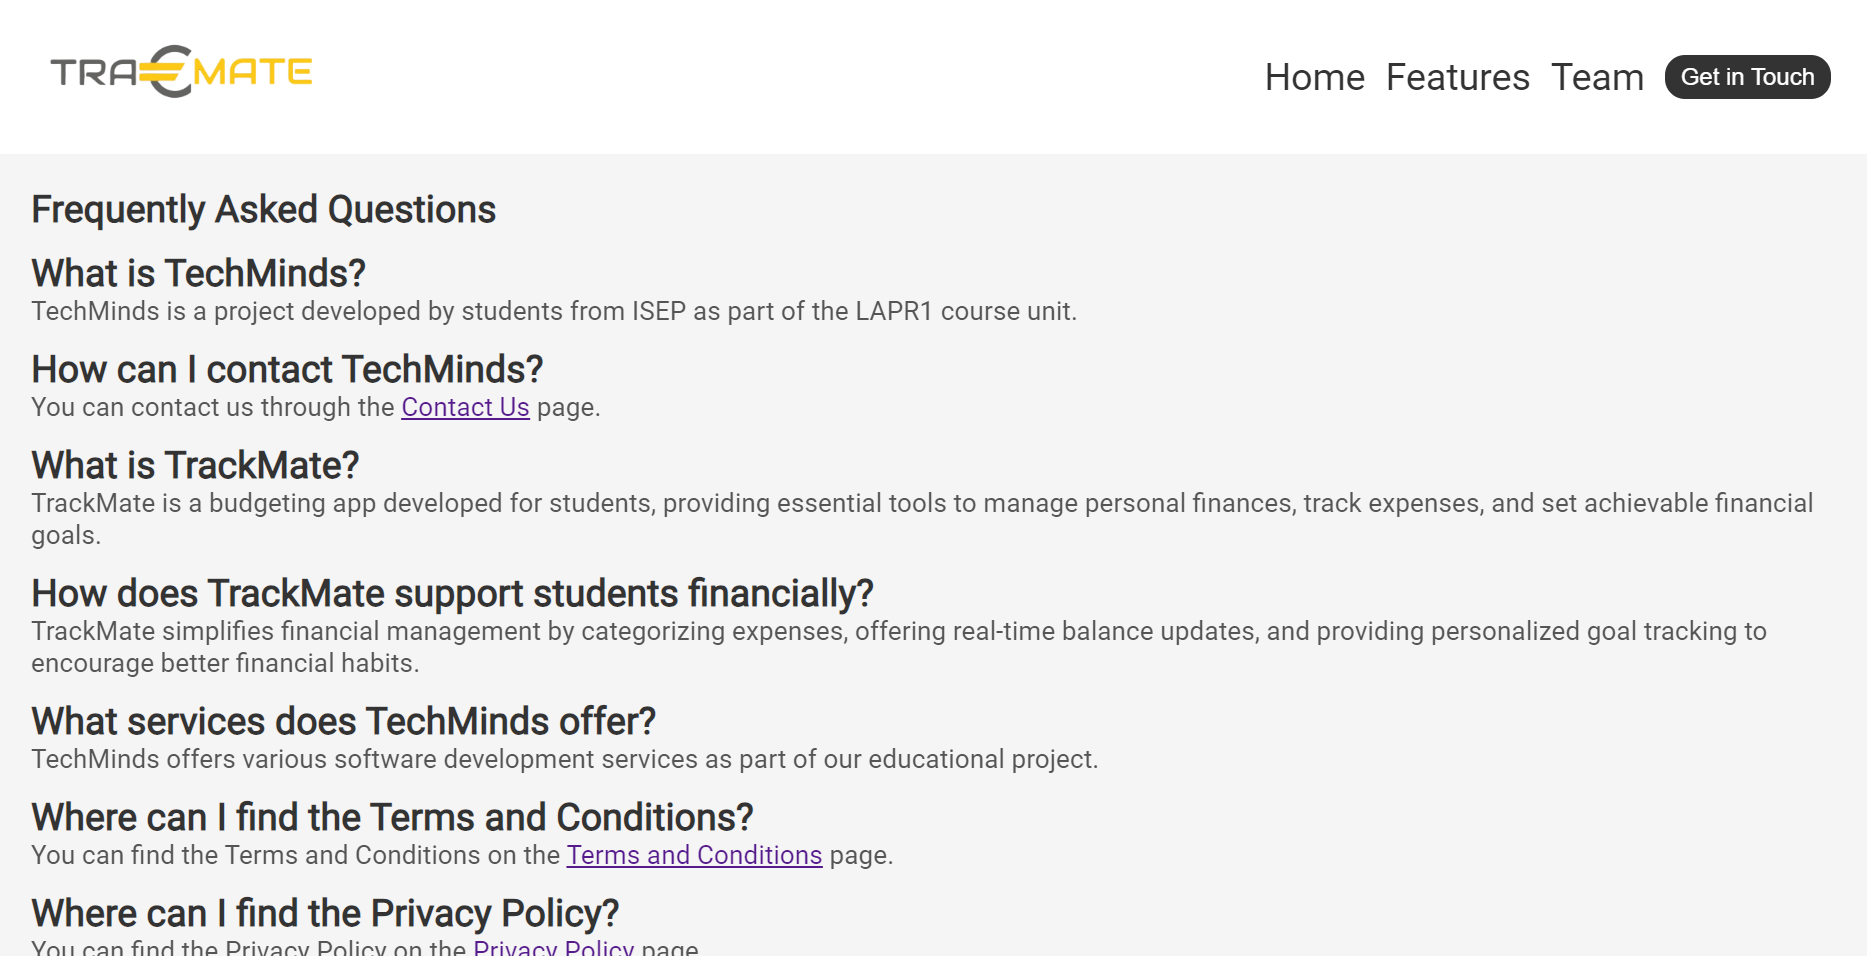 TRA€MATE
Home Features Team Get in Touch
Frequently Asked Questions
What is TechMinds?
TechMinds is a project developed by students from ISEP as part of the LAPR1 course unit.
How can I contact TechMinds?
You can contact us through the Contact Us page.
What is TrackMate?
TrackMate is a budgeting app developed for students, providing essential tools to manage personal finances, track expenses, and set achievable financial
goals.
How does TrackMate support students financially?
TrackMate simplifies financial management by categorizing expenses, offering real-time balance updates, and providing personalized goal tracking to
encourage better financial habits.
What services does TechMinds offer?
TechMinds offers various software development services as part of our educational project.
Where can I find the Terms and Conditions?
You can find the Terms and Conditions on the Terms and Conditions page.
Where can I find the Privacy Policy?
You can find the Privacy Policy on the Privacy Policy page